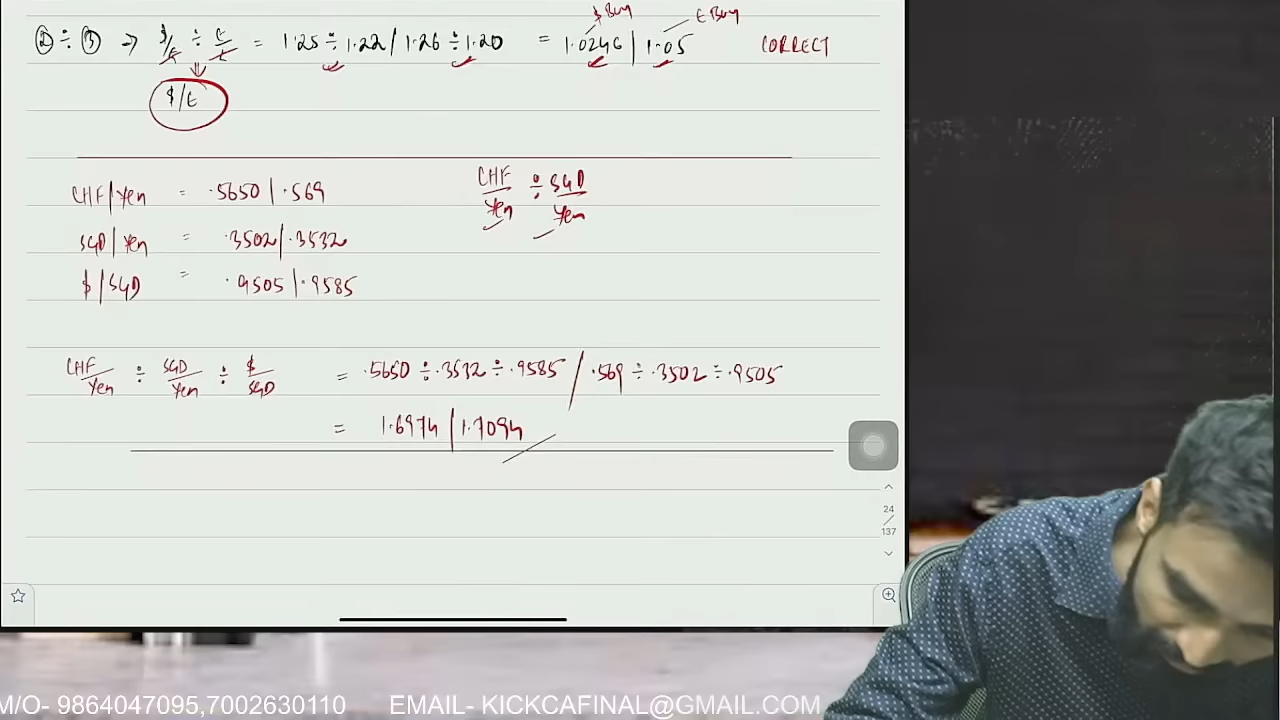 $ Buy € Buy
② ÷ ③ → $/£ ÷ €/£ = 1.25 ÷ 1.22 / 1.26 ÷ 1.20 = 1.0246 | 1.05 CORRECT
$/€
CHF/Yen = .5650 | .569 CHF/Yen ÷ SGD/Yen
SGD/Yen = .3502 | .3532
$/SGD = .9505 | .9585
CHF/Yen ÷ SGD/Yen ÷ $/SGD = .5650 ÷ .3532 ÷ .9585 / .569 ÷ .3502 ÷ .9505
= 1.6974 | 1.7094
24
/
137
M/O- 9864047095,7002630110 EMAIL- KICKCAFINAL@GMAIL.COM